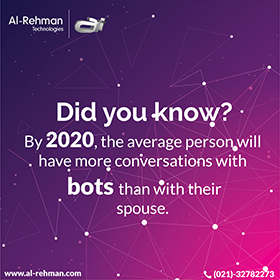 Al-Rehman
Technologies
Did you know?
By 2020, the average person will
have more conversations with
bots than with their
spouse.
www.al-rehman.com
(021)-32782273